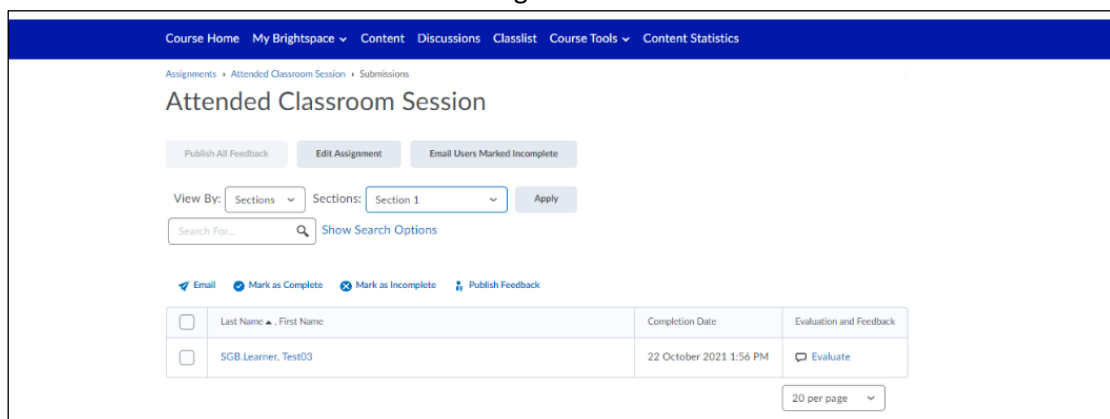 Course Home My Brightspace Content Discussions Classlist Course Tools Content Statistics
Assignments › Attended Classroom Session › Submissions
Attended Classroom Session
Publish All Feedback Edit Assignment Email Users Marked Incomplete
View By: Sections Sections: Section 1 Apply
Search For... Show Search Options
Email Mark as Complete Mark as Incomplete Publish Feedback
Last Name ▲ , First Name Completion Date Evaluation and Feedback
SGB.Learner, Test03 22 October 2021 1:56 PM Evaluate
20 per page